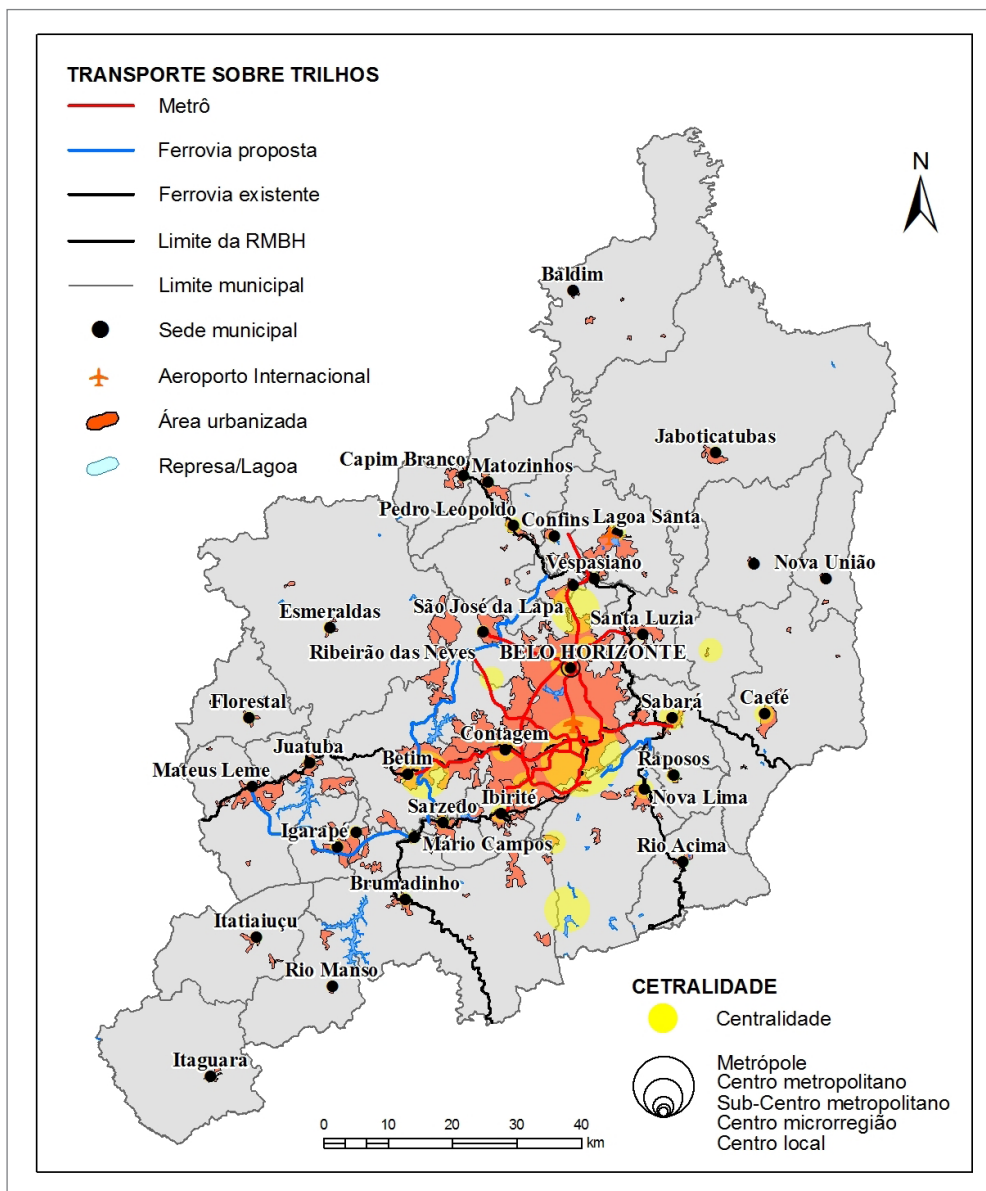 TRANSPORTE SOBRE TRILHOS
Metrô
Ferrovia proposta
Ferrovia existente
Limite da RMBH
Limite municipal
Sede municipal
Aeroporto Internacional
Área urbanizada
Represa/Lagoa
N
Baldim
Jaboticatubas
Capim Branco
Matozinhos
Pedro Leopoldo
Confins
Lagoa Santa
Vespasiano
Nova União
São José da Lapa
Esmeraldas
Santa Luzia
Ribeirão das Neves
BELO HORIZONTE
Florestal
Sabará
Caeté
Contagem
Juatuba
Betim
Mateus Leme
Raposos
Nova Lima
Ibirité
Sarzedo
Igarapé
Mário Campos
Rio Acima
Brumadinho
Itatiaiuçu
Rio Manso
Itaguara
CETRALIDADE
Centralidade
Metrópole
Centro metropolitano
Sub-Centro metropolitano
Centro microrregião
Centro local
0 10 20 30 40
km